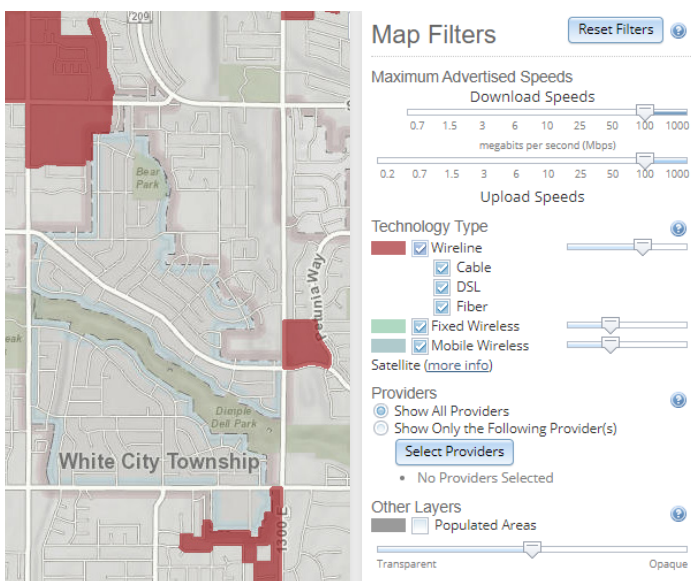 209
S
Bear
Park
Petunia Way
eak
Dimple
Dell Park
White City Township
1300 E
Map Filters
Reset Filters
Maximum Advertised Speeds
Download Speeds
0.7 1.5 3 6 10 25 50 100 1000
megabits per second (Mbps)
0.2 0.7 1.5 3 6 10 25 50 100 1000
Upload Speeds
Technology Type
Wireline
Cable
DSL
Fiber
Fixed Wireless
Mobile Wireless
Satellite (more info)
Providers
Show All Providers
Show Only the Following Provider(s)
Select Providers
• No Providers Selected
Other Layers
Populated Areas
Transparent Opaque